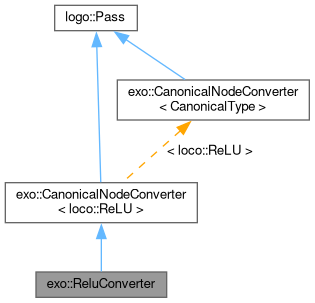 logo::Pass
exo::CanonicalNodeConverter
< CanonicalType >
< loco::ReLU >
exo::CanonicalNodeConverter
< loco::ReLU >
exo::ReluConverter